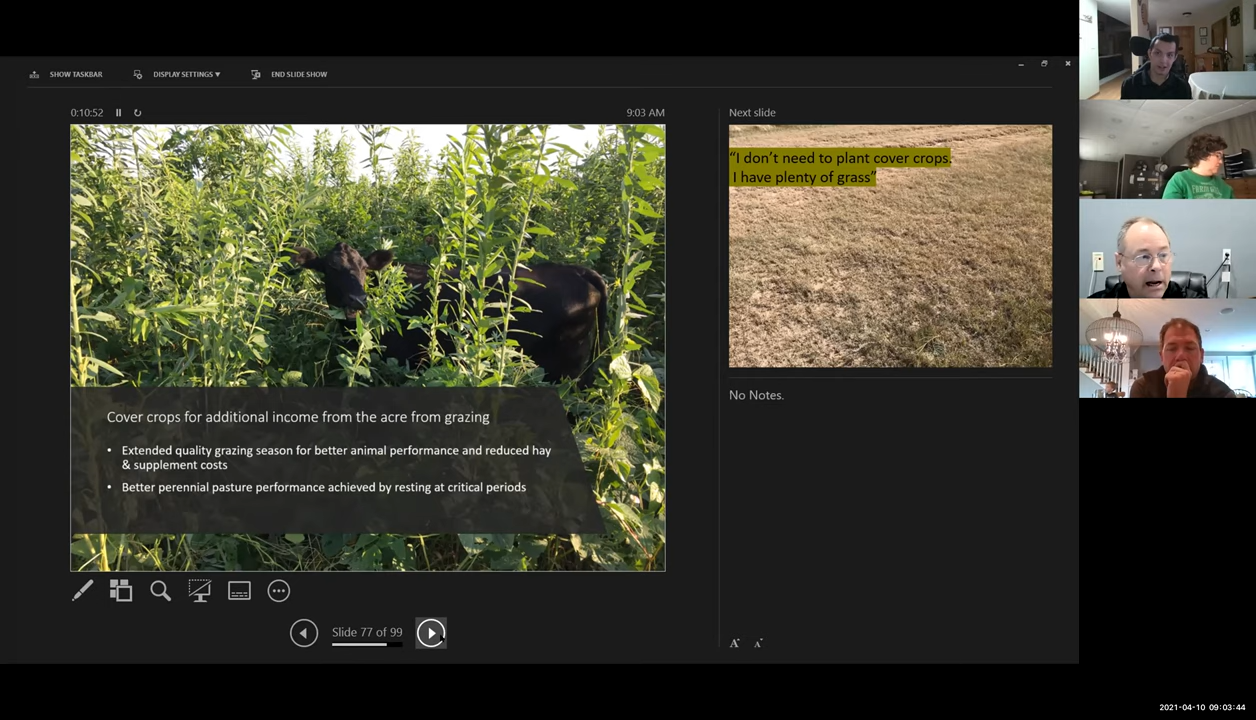 SHOW TASKBAR
DISPLAY SETTINGS ▼
END SLIDE SHOW
0:10:52
9:03 AM
Cover crops for additional income from the acre from grazing
• Extended quality grazing season for better animal performance and reduced hay
& supplement costs
• Better perennial pasture performance achieved by resting at critical periods
Slide 77 of 99
Next slide
“I don’t need to plant cover crops.
I have plenty of grass”
No Notes.
A A
2021-04-10 09:03:44